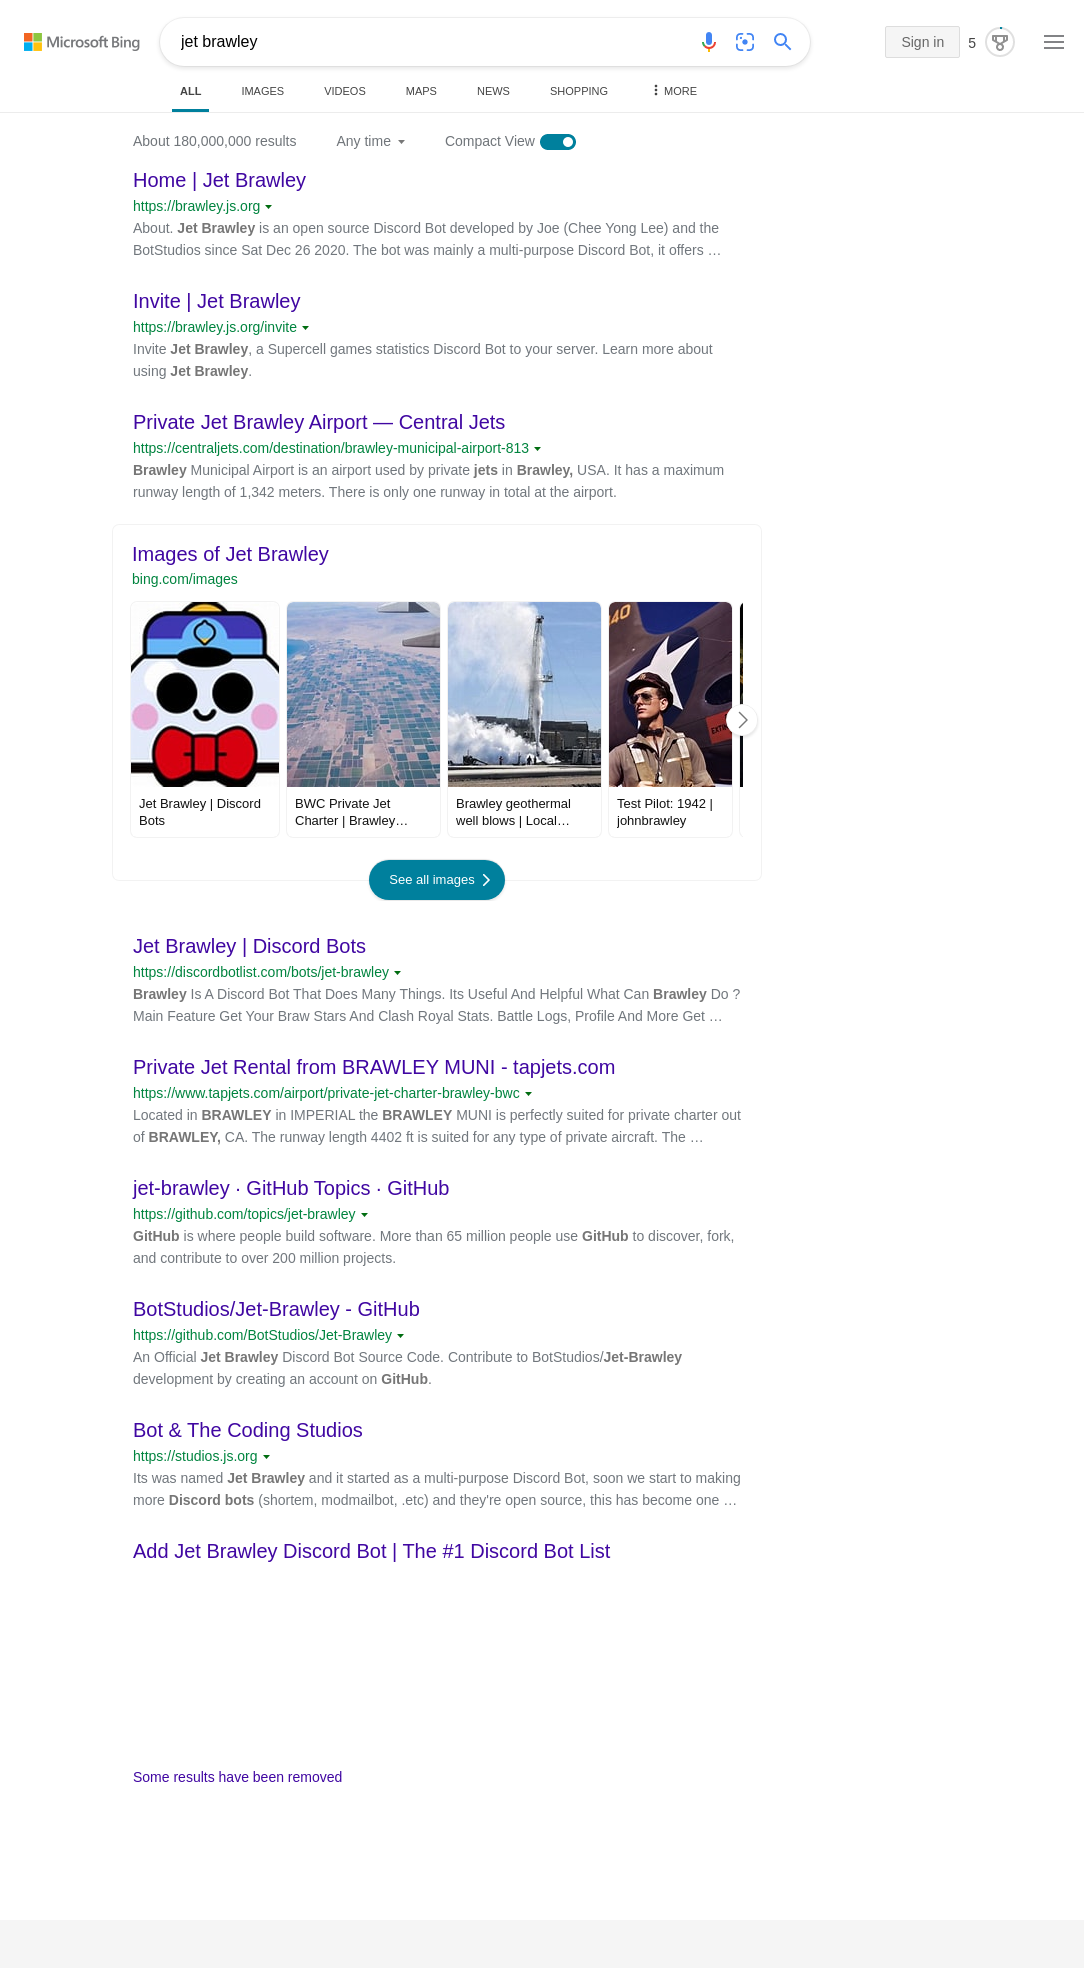 Microsoft Bing
jet brawley
Sign in
5
ALL
IMAGES
VIDEOS
MAPS
NEWS
SHOPPING
MORE
About 180,000,000 results
Any time
Compact View
Home | Jet Brawley
https://brawley.js.org
About. Jet Brawley is an open source Discord Bot developed by Joe (Chee Yong Lee) and the
BotStudios since Sat Dec 26 2020. The bot was mainly a multi-purpose Discord Bot, it offers …
Invite | Jet Brawley
https://brawley.js.org/invite
Invite Jet Brawley, a Supercell games statistics Discord Bot to your server. Learn more about
using Jet Brawley.
Private Jet Brawley Airport — Central Jets
https://centraljets.com/destination/brawley-municipal-airport-813
Brawley Municipal Airport is an airport used by private jets in Brawley, USA. It has a maximum
runway length of 1,342 meters. There is only one runway in total at the airport.
Images of Jet Brawley
bing.com/images
40
EXTIN
Jet Brawley | Discord
Bots
BWC Private Jet
Charter | Brawley…
Brawley geothermal
well blows | Local…
Test Pilot: 1942 |
johnbrawley
See all images
Jet Brawley | Discord Bots
https://discordbotlist.com/bots/jet-brawley
Brawley Is A Discord Bot That Does Many Things. Its Useful And Helpful What Can Brawley Do ?
Main Feature Get Your Braw Stars And Clash Royal Stats. Battle Logs, Profile And More Get …
Private Jet Rental from BRAWLEY MUNI - tapjets.com
https://www.tapjets.com/airport/private-jet-charter-brawley-bwc
Located in BRAWLEY in IMPERIAL the BRAWLEY MUNI is perfectly suited for private charter out
of BRAWLEY, CA. The runway length 4402 ft is suited for any type of private aircraft. The …
jet-brawley · GitHub Topics · GitHub
https://github.com/topics/jet-brawley
GitHub is where people build software. More than 65 million people use GitHub to discover, fork,
and contribute to over 200 million projects.
BotStudios/Jet-Brawley - GitHub
https://github.com/BotStudios/Jet-Brawley
An Official Jet Brawley Discord Bot Source Code. Contribute to BotStudios/Jet-Brawley
development by creating an account on GitHub.
Bot & The Coding Studios
https://studios.js.org
Its was named Jet Brawley and it started as a multi-purpose Discord Bot, soon we start to making
more Discord bots (shortem, modmailbot, .etc) and they're open source, this has become one …
Add Jet Brawley Discord Bot | The #1 Discord Bot List
Some results have been removed